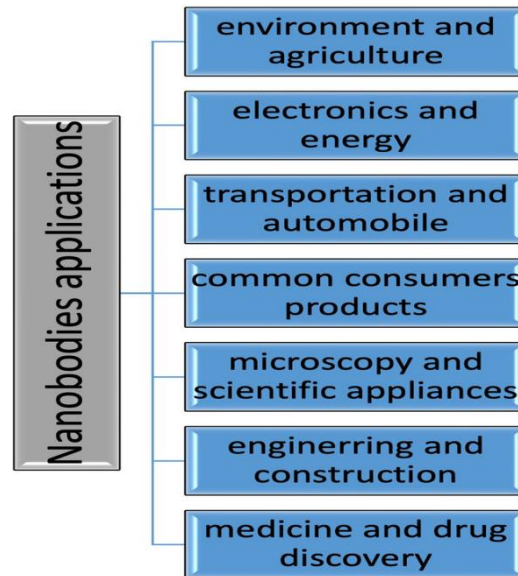 Nanobodies applications
environment and
agriculture
electronics and
energy
transportation and
automobile
common consumers
products
microscopy and
scientific appliances
enginerring and
construction
medicine and drug
discovery